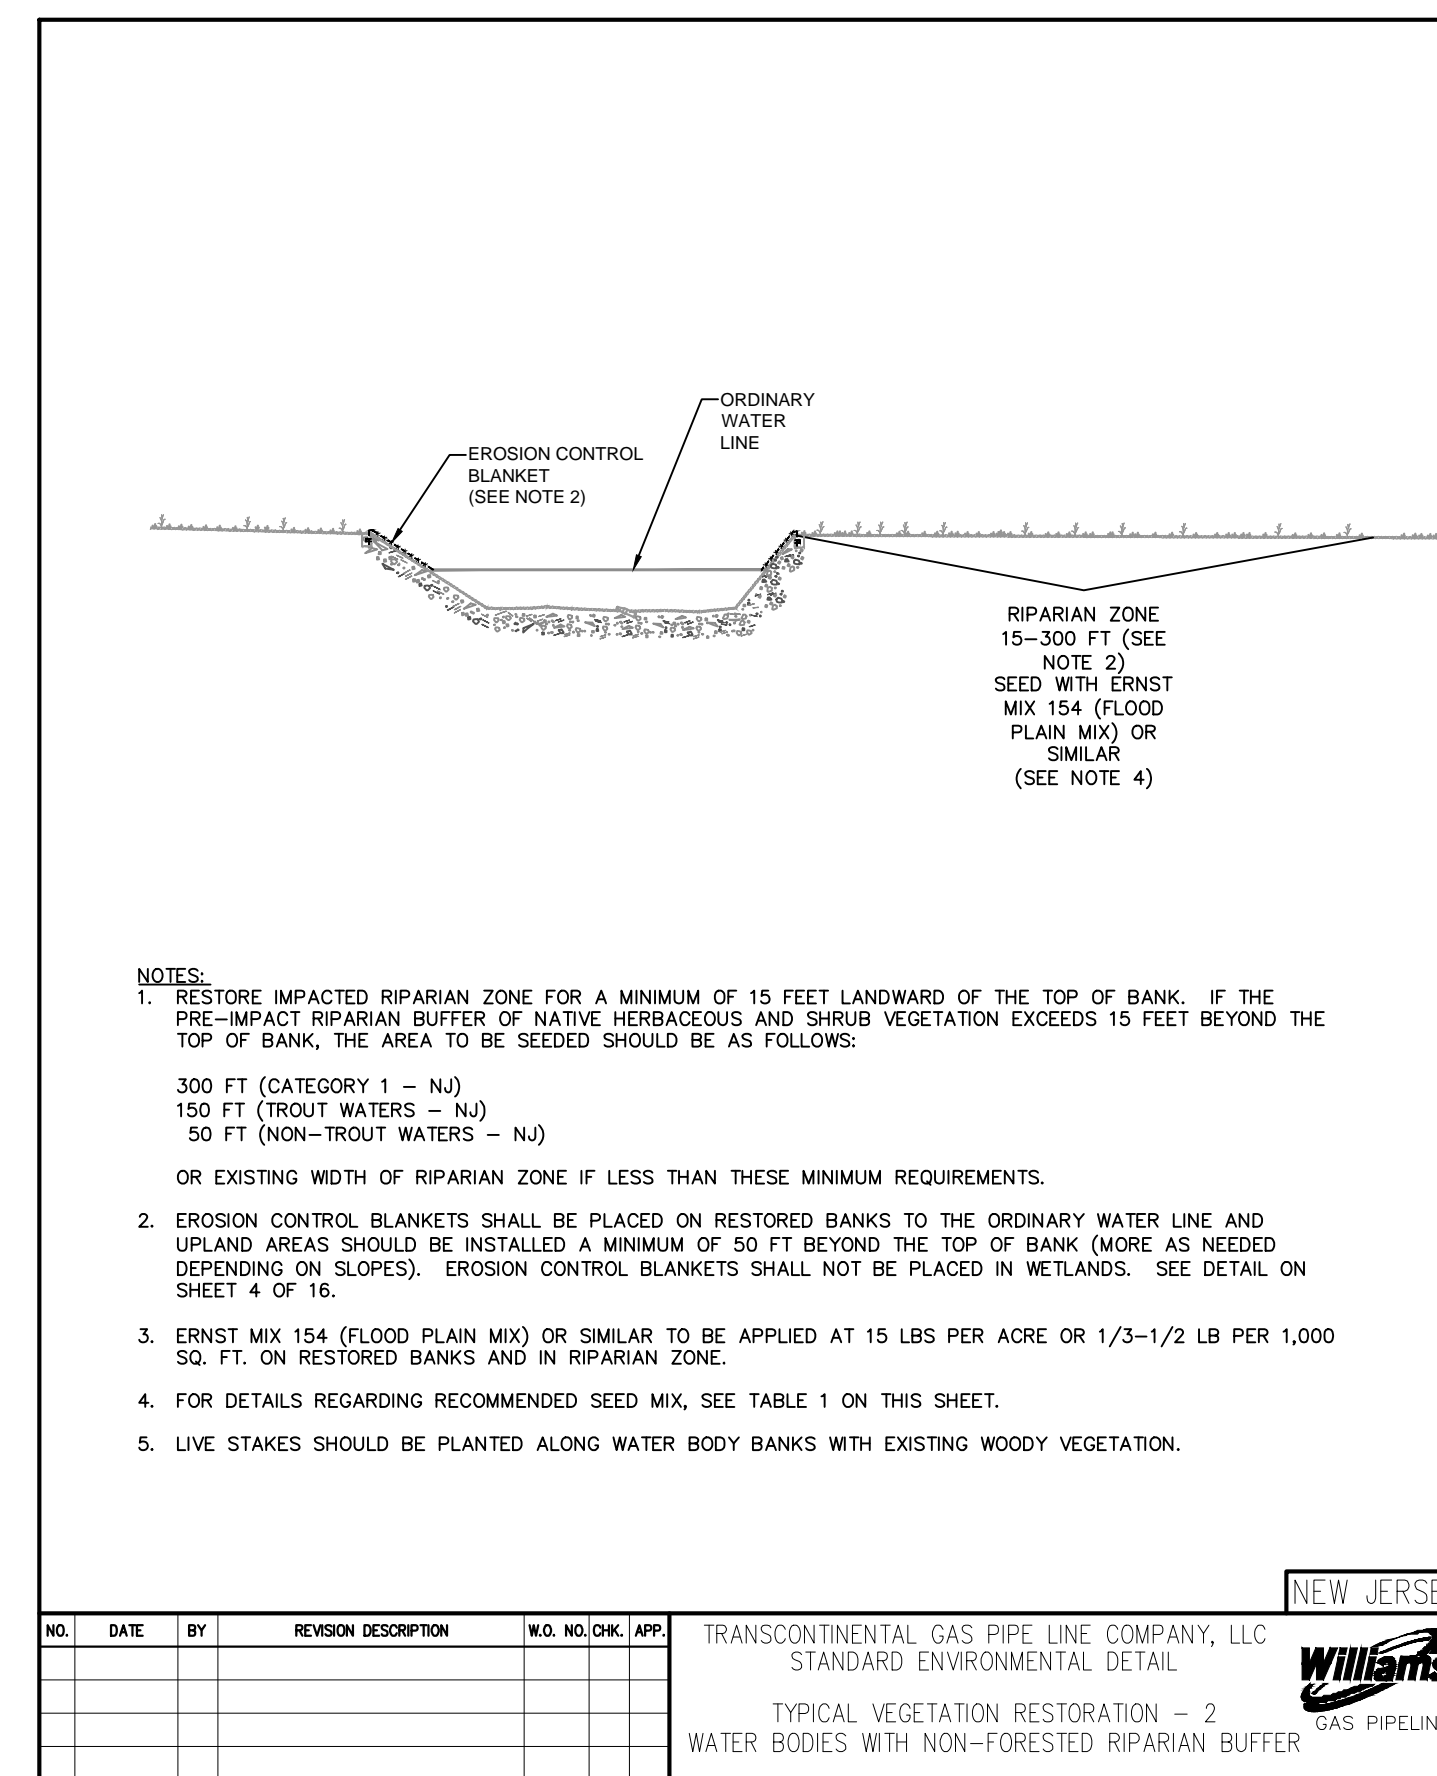 ORDINARY
WATER
LINE
EROSION CONTROL
BLANKET
(SEE NOTE 2)
RIPARIAN ZONE
15–300 FT (SEE
NOTE 2)
SEED WITH ERNST
MIX 154 (FLOOD
PLAIN MIX) OR
SIMILAR
(SEE NOTE 4)
NOTES:
1. RESTORE IMPACTED RIPARIAN ZONE FOR A MINIMUM OF 15 FEET LANDWARD OF THE TOP OF BANK. IF THE
PRE–IMPACT RIPARIAN BUFFER OF NATIVE HERBACEOUS AND SHRUB VEGETATION EXCEEDS 15 FEET BEYOND THE
TOP OF BANK, THE AREA TO BE SEEDED SHOULD BE AS FOLLOWS:
300 FT (CATEGORY 1 – NJ)
150 FT (TROUT WATERS – NJ)
50 FT (NON–TROUT WATERS – NJ)
OR EXISTING WIDTH OF RIPARIAN ZONE IF LESS THAN THESE MINIMUM REQUIREMENTS.
2. EROSION CONTROL BLANKETS SHALL BE PLACED ON RESTORED BANKS TO THE ORDINARY WATER LINE AND
UPLAND AREAS SHOULD BE INSTALLED A MINIMUM OF 50 FT BEYOND THE TOP OF BANK (MORE AS NEEDED
DEPENDING ON SLOPES). EROSION CONTROL BLANKETS SHALL NOT BE PLACED IN WETLANDS. SEE DETAIL ON
SHEET 4 OF 16.
3. ERNST MIX 154 (FLOOD PLAIN MIX) OR SIMILAR TO BE APPLIED AT 15 LBS PER ACRE OR 1/3–1/2 LB PER 1,000
SQ. FT. ON RESTORED BANKS AND IN RIPARIAN ZONE.
4. FOR DETAILS REGARDING RECOMMENDED SEED MIX, SEE TABLE 1 ON THIS SHEET.
5. LIVE STAKES SHOULD BE PLANTED ALONG WATER BODY BANKS WITH EXISTING WOODY VEGETATION.
NEW JERSE
NO. DATE BY REVISION DESCRIPTION W.O. NO. CHK. APP.
TRANSCONTINENTAL GAS PIPE LINE COMPANY, LLC
STANDARD ENVIRONMENTAL DETAIL
TYPICAL VEGETATION RESTORATION – 2
WATER BODIES WITH NON–FORESTED RIPARIAN BUFFER
Williams
GAS PIPELIN